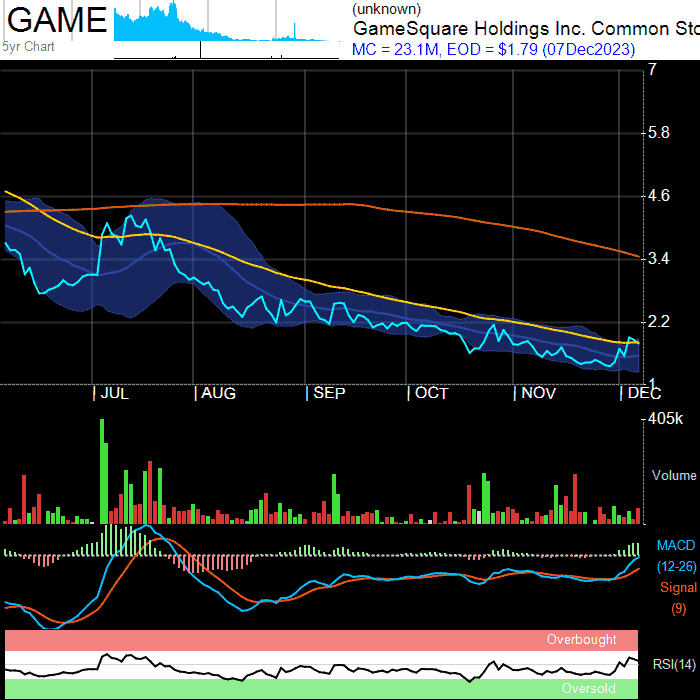 GAME
5yr Chart
(unknown)
GameSquare Holdings Inc. Common Sto
MC = 23.1M, EOD = $1.79 (07Dec2023)
7
5.8
4.6
3.4
2.2
1
JUL AUG SEP OCT NOV DEC
405k
Volume
MACD
(12-26)
Signal
(9)
Overbought
RSI(14)
Oversold